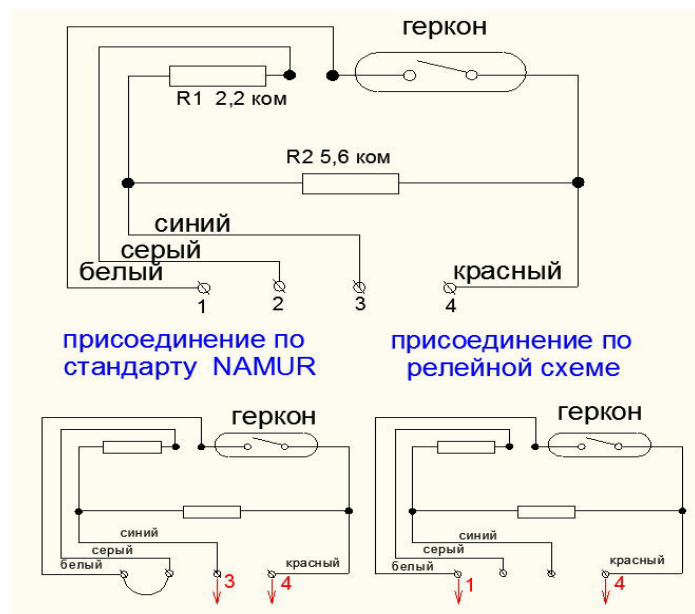 геркон
R1 2,2 ком
R2 5,6 ком
синий
серый
белый
красный
1
2
3
4
присоединение по
стандарту NAMUR
присоединение по
релейной схеме
геркон
синий
серый
белый
красный
3
4
геркон
синий
серый
белый
красный
1
4